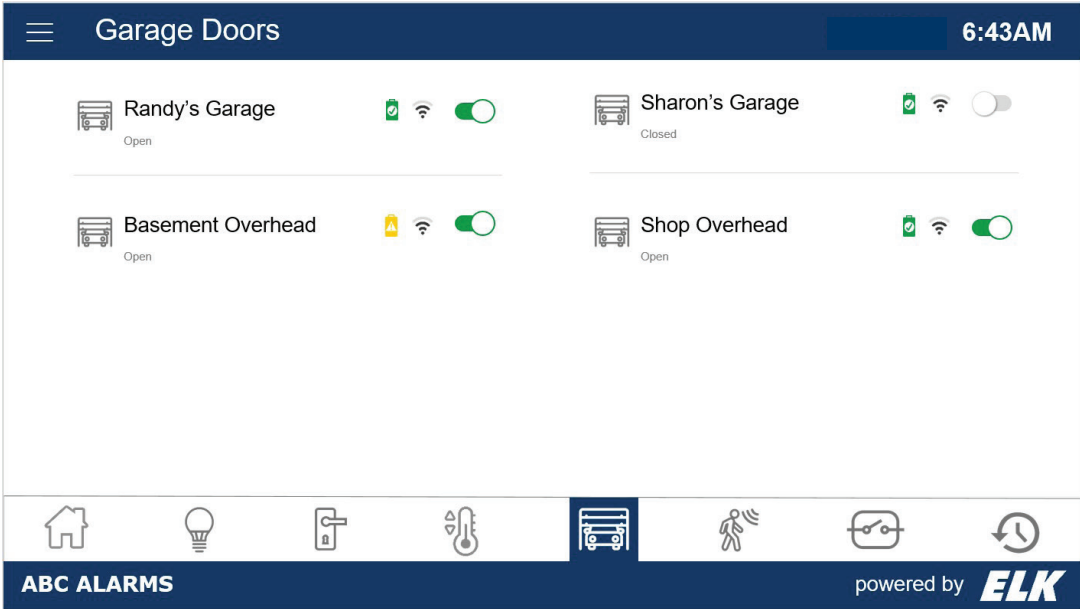 Garage Doors
6:43AM
Randy's Garage
Open
Sharon's Garage
Closed
Basement Overhead
Open
Shop Overhead
Open
ABC ALARMS
powered by ELK